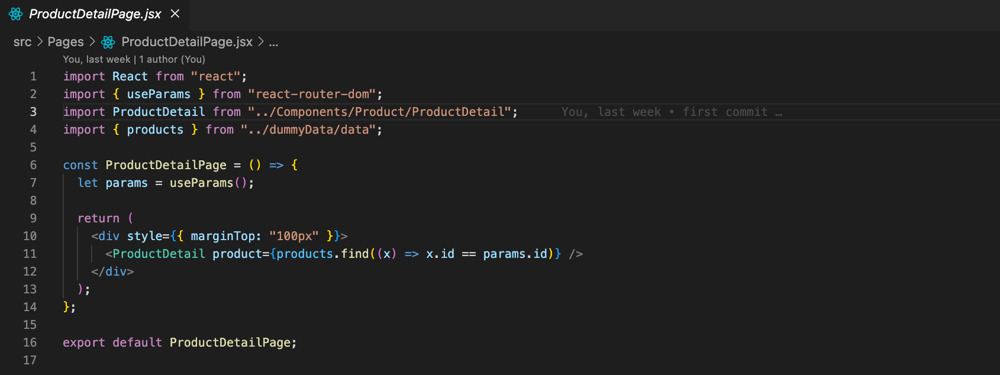 ProductDetailPage.jsx
src > Pages > ProductDetailPage.jsx > ...
You, last week | 1 author (You)
1 import React from "react";
2 import { useParams } from "react-router-dom";
3 import ProductDetail from "../Components/Product/ProductDetail"; You, last week • first commit …
4 import { products } from "../dummyData/data";
5
6 const ProductDetailPage = () => {
7 let params = useParams();
8
9 return (
10 <div style={{ marginTop: "100px" }}>
11 <ProductDetail product={products.find((x) => x.id == params.id)} />
12 </div>
13 );
14 };
15
16 export default ProductDetailPage;
17